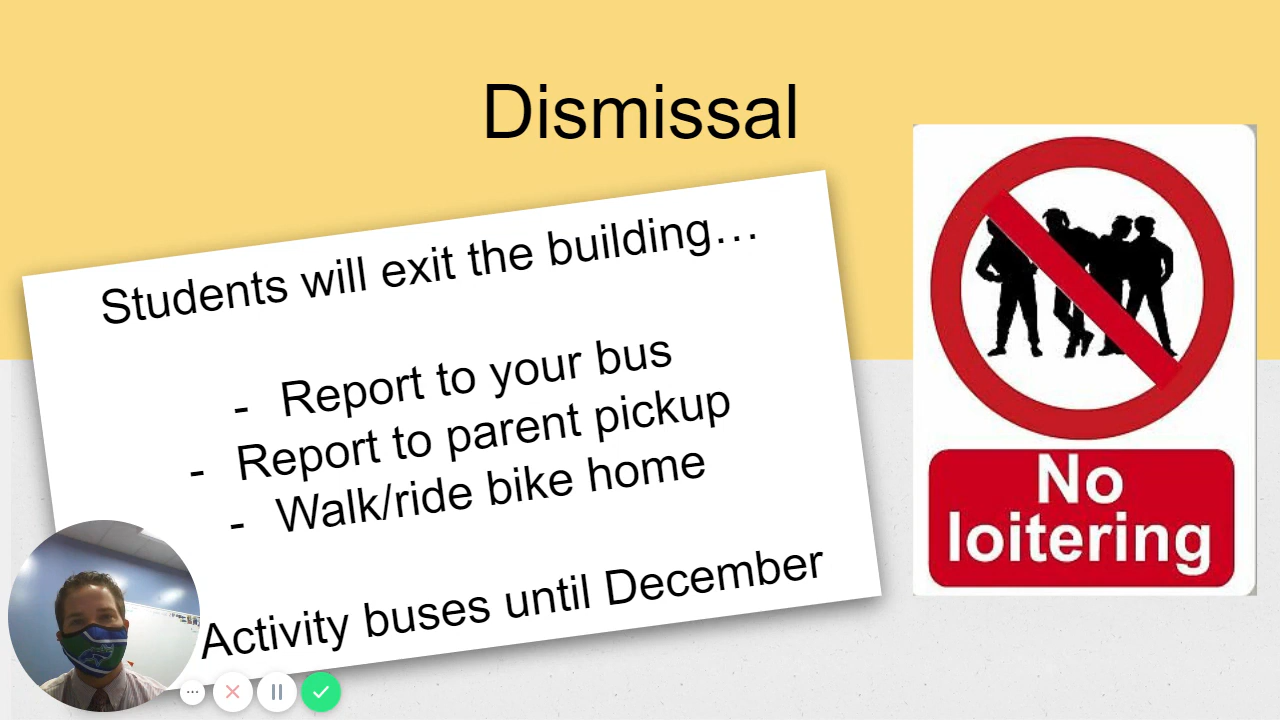 Dismissal
Students will exit the building…
- Report to your bus
- Report to parent pickup
- Walk/ride bike home
Activity buses until December
No
loitering